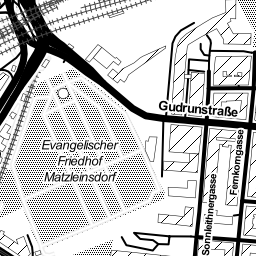 Gudrunstraße
Evangelischer
Friedhof
Matzleinsdorf
Sonnleithnergasse
Fernkorngasse